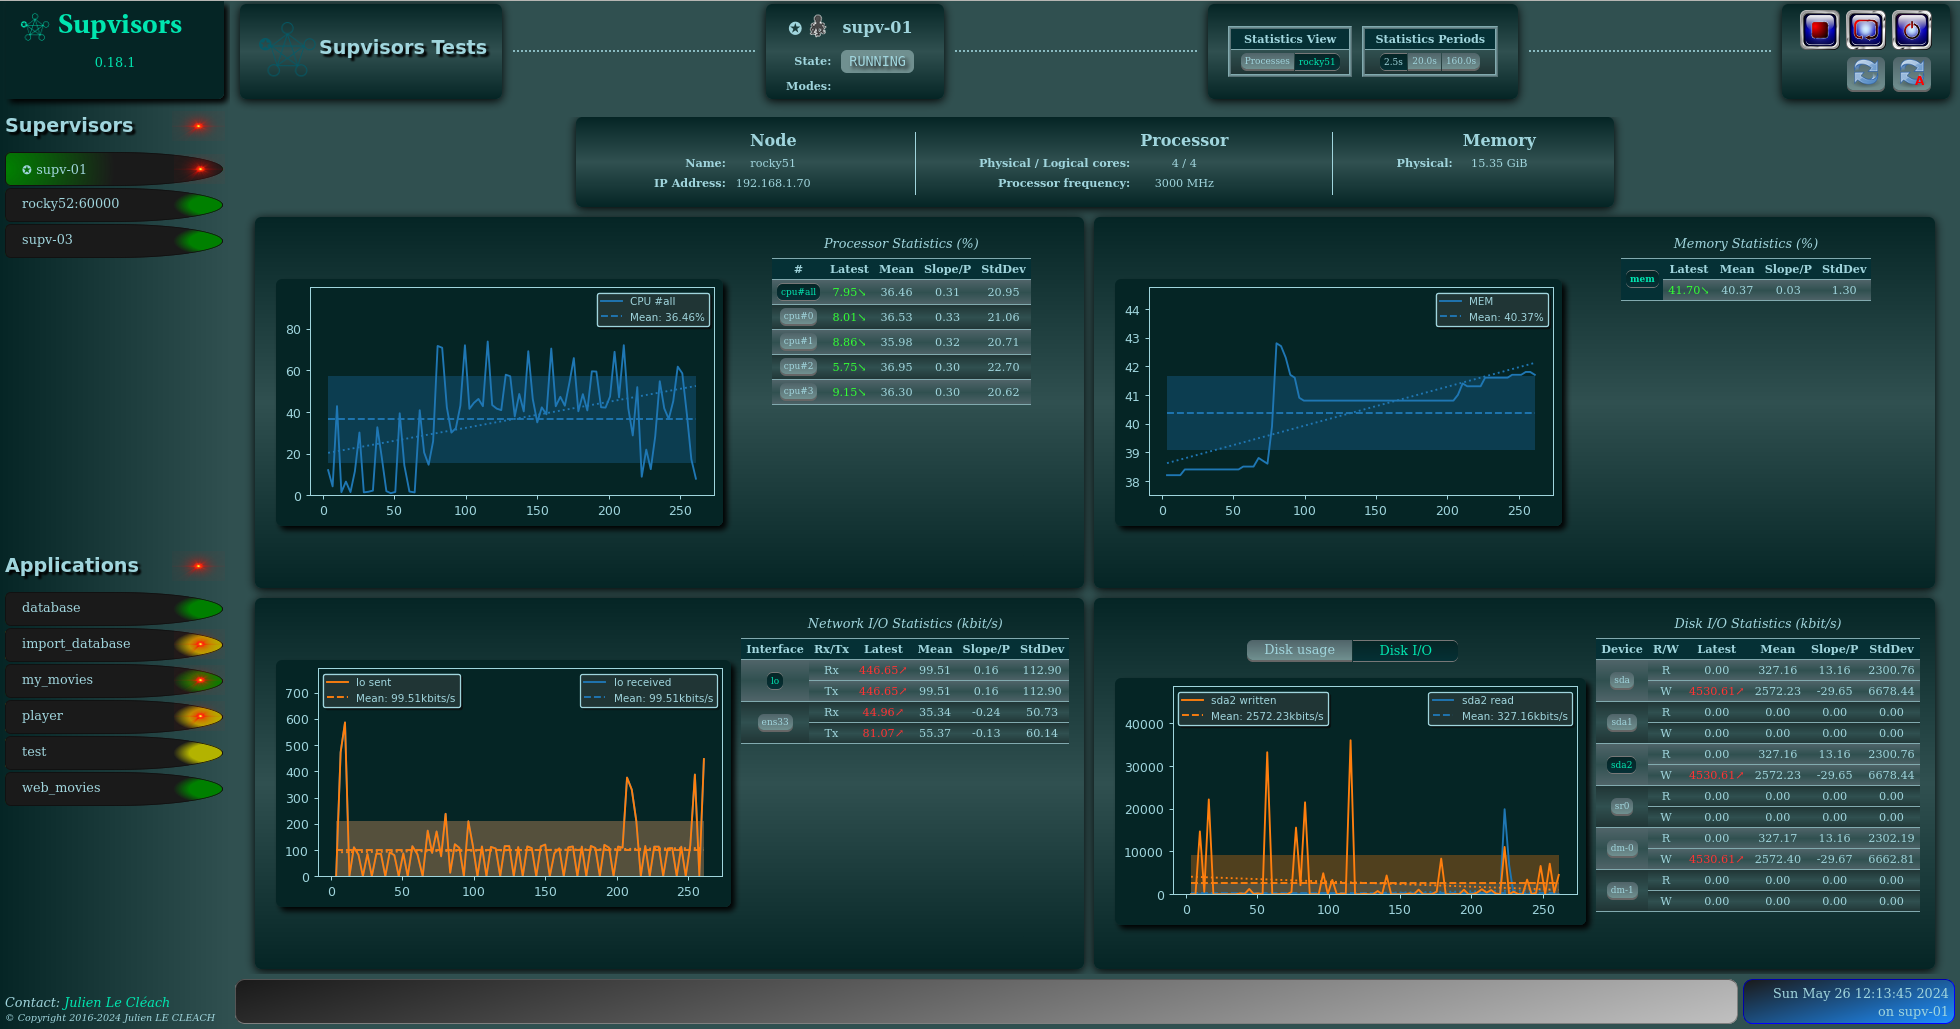 Supvisors
0.18.1
Supvisors Tests
✪ supv-01
State: RUNNING
Modes:
Statistics View
Processes rocky51
Statistics Periods
2.5s 20.0s 160.0s
A
Supervisors
✪ supv-01
rocky52:60000
supv-03
Applications
database
import_database
my_movies
player
test
web_movies
Contact: Julien Le Cléach
© Copyright 2016-2024 Julien LE CLEACH
Node
Name: rocky51
IP Address: 192.168.1.70
Processor
Physical / Logical cores: 4 / 4
Processor frequency: 3000 MHz
Memory
Physical: 15.35 GiB
CPU #all
Mean: 36.46%
80
60
40
20
0
0 50 100 150 200 250
Processor Statistics (%)
# Latest Mean Slope/P StdDev
cpu#all 7.95↘ 36.46 0.31 20.95
cpu#0 8.01↘ 36.53 0.33 21.06
cpu#1 8.86↘ 35.98 0.32 20.71
cpu#2 5.75↘ 36.95 0.30 22.70
cpu#3 9.15↘ 36.30 0.30 20.62
MEM
Mean: 40.37%
44
43
42
41
40
39
38
0 50 100 150 200 250
Memory Statistics (%)
mem Latest Mean Slope/P StdDev
41.70↘ 40.37 0.03 1.30
lo sent
Mean: 99.51kbits/s
lo received
Mean: 99.51kbits/s
700
600
500
400
300
200
100
0
0 50 100 150 200 250
Network I/O Statistics (kbit/s)
Interface Rx/Tx Latest Mean Slope/P StdDev
lo Rx 446.65↗ 99.51 0.16 112.90
Tx 446.65↗ 99.51 0.16 112.90
ens33 Rx 44.96↗ 35.34 -0.24 50.73
Tx 81.07↗ 55.37 -0.13 60.14
Disk usage Disk I/O
sda2 written
Mean: 2572.23kbits/s
sda2 read
Mean: 327.16kbits/s
40000
30000
20000
10000
0
0 50 100 150 200 250
Disk I/O Statistics (kbit/s)
Device R/W Latest Mean Slope/P StdDev
sda R 0.00 327.16 13.16 2300.76
W 4530.61↗ 2572.23 -29.65 6678.44
sda1 R 0.00 0.00 0.00 0.00
W 0.00 0.00 0.00 0.00
sda2 R 0.00 327.16 13.16 2300.76
W 4530.61↗ 2572.23 -29.65 6678.44
sr0 R 0.00 0.00 0.00 0.00
W 0.00 0.00 0.00 0.00
dm-0 R 0.00 327.17 13.16 2302.19
W 4530.61↗ 2572.40 -29.67 6662.81
dm-1 R 0.00 0.00 0.00 0.00
W 0.00 0.00 0.00 0.00
Sun May 26 12:13:45 2024
on supv-01